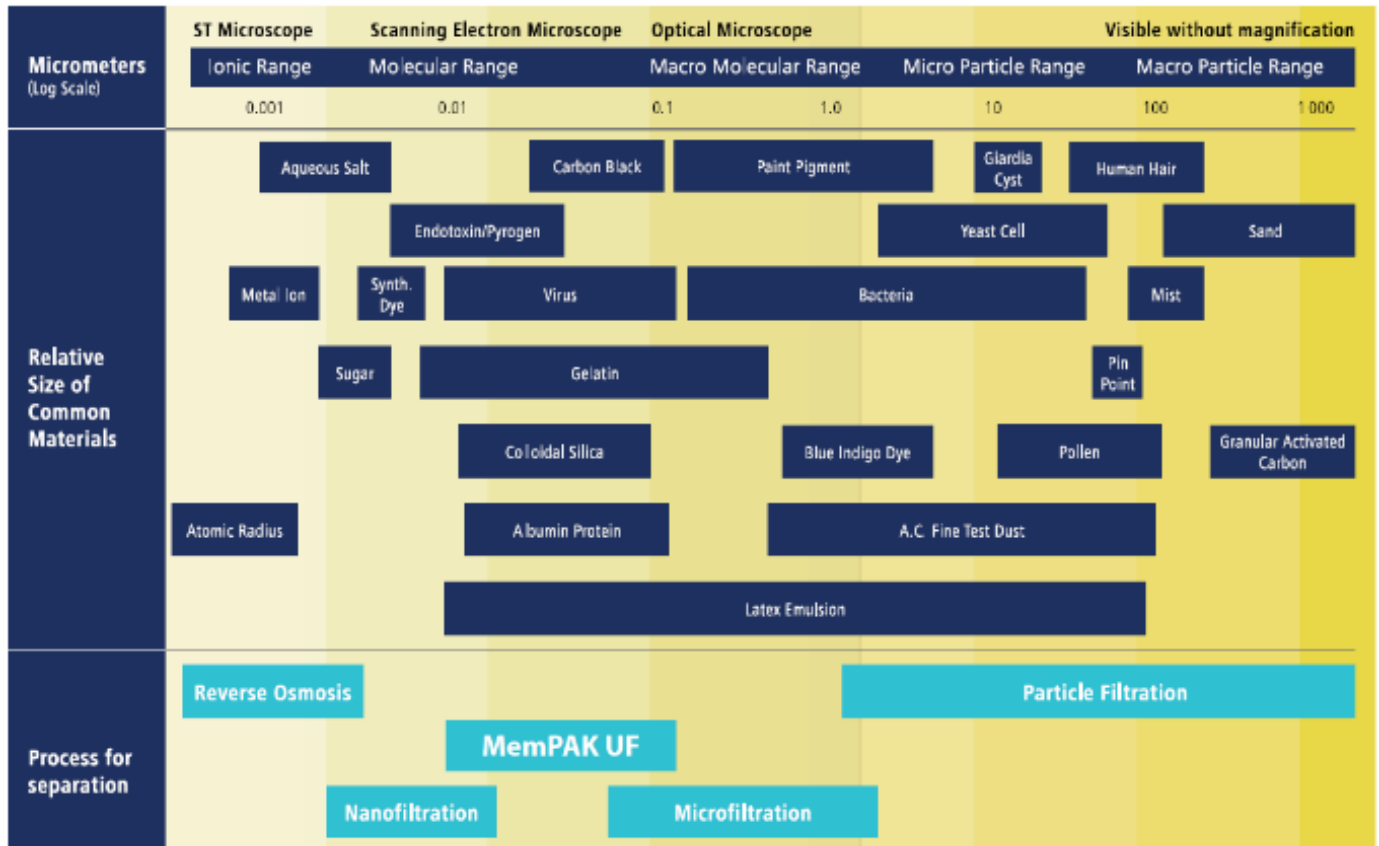 ST Microscope Scanning Electron Microscope Optical Microscope Visible without magnification
Micrometers
(Log Scale)
Ionic Range Molecular Range Macro Molecular Range Micro Particle Range Macro Particle Range
0.001 0.01 0.1 1.0 10 100 1000
Relative
Size of
Common
Materials
Aqueous Salt
Carbon Black
Paint Pigment
Giardia
Cyst
Human Hair
Endotoxin/Pyrogen
Yeast Cell
Sand
Metal Ion
Synth.
Dye
Virus
Bacteria
Mist
Sugar
Gelatin
Pin
Point
Colloidal Silica
Blue Indigo Dye
Pollen
Granular Activated
Carbon
Atomic Radius
Albumin Protein
A.C. Fine Test Dust
Latex Emulsion
Process for
separation
Reverse Osmosis
Particle Filtration
MemPAK UF
Nanofiltration
Microfiltration